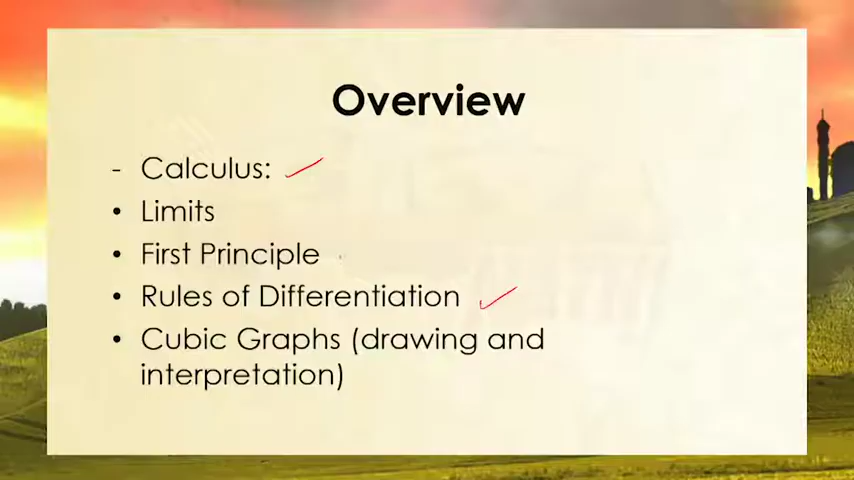 Overview
- Calculus:
• Limits
• First Principle
• Rules of Differentiation
• Cubic Graphs (drawing and
interpretation)